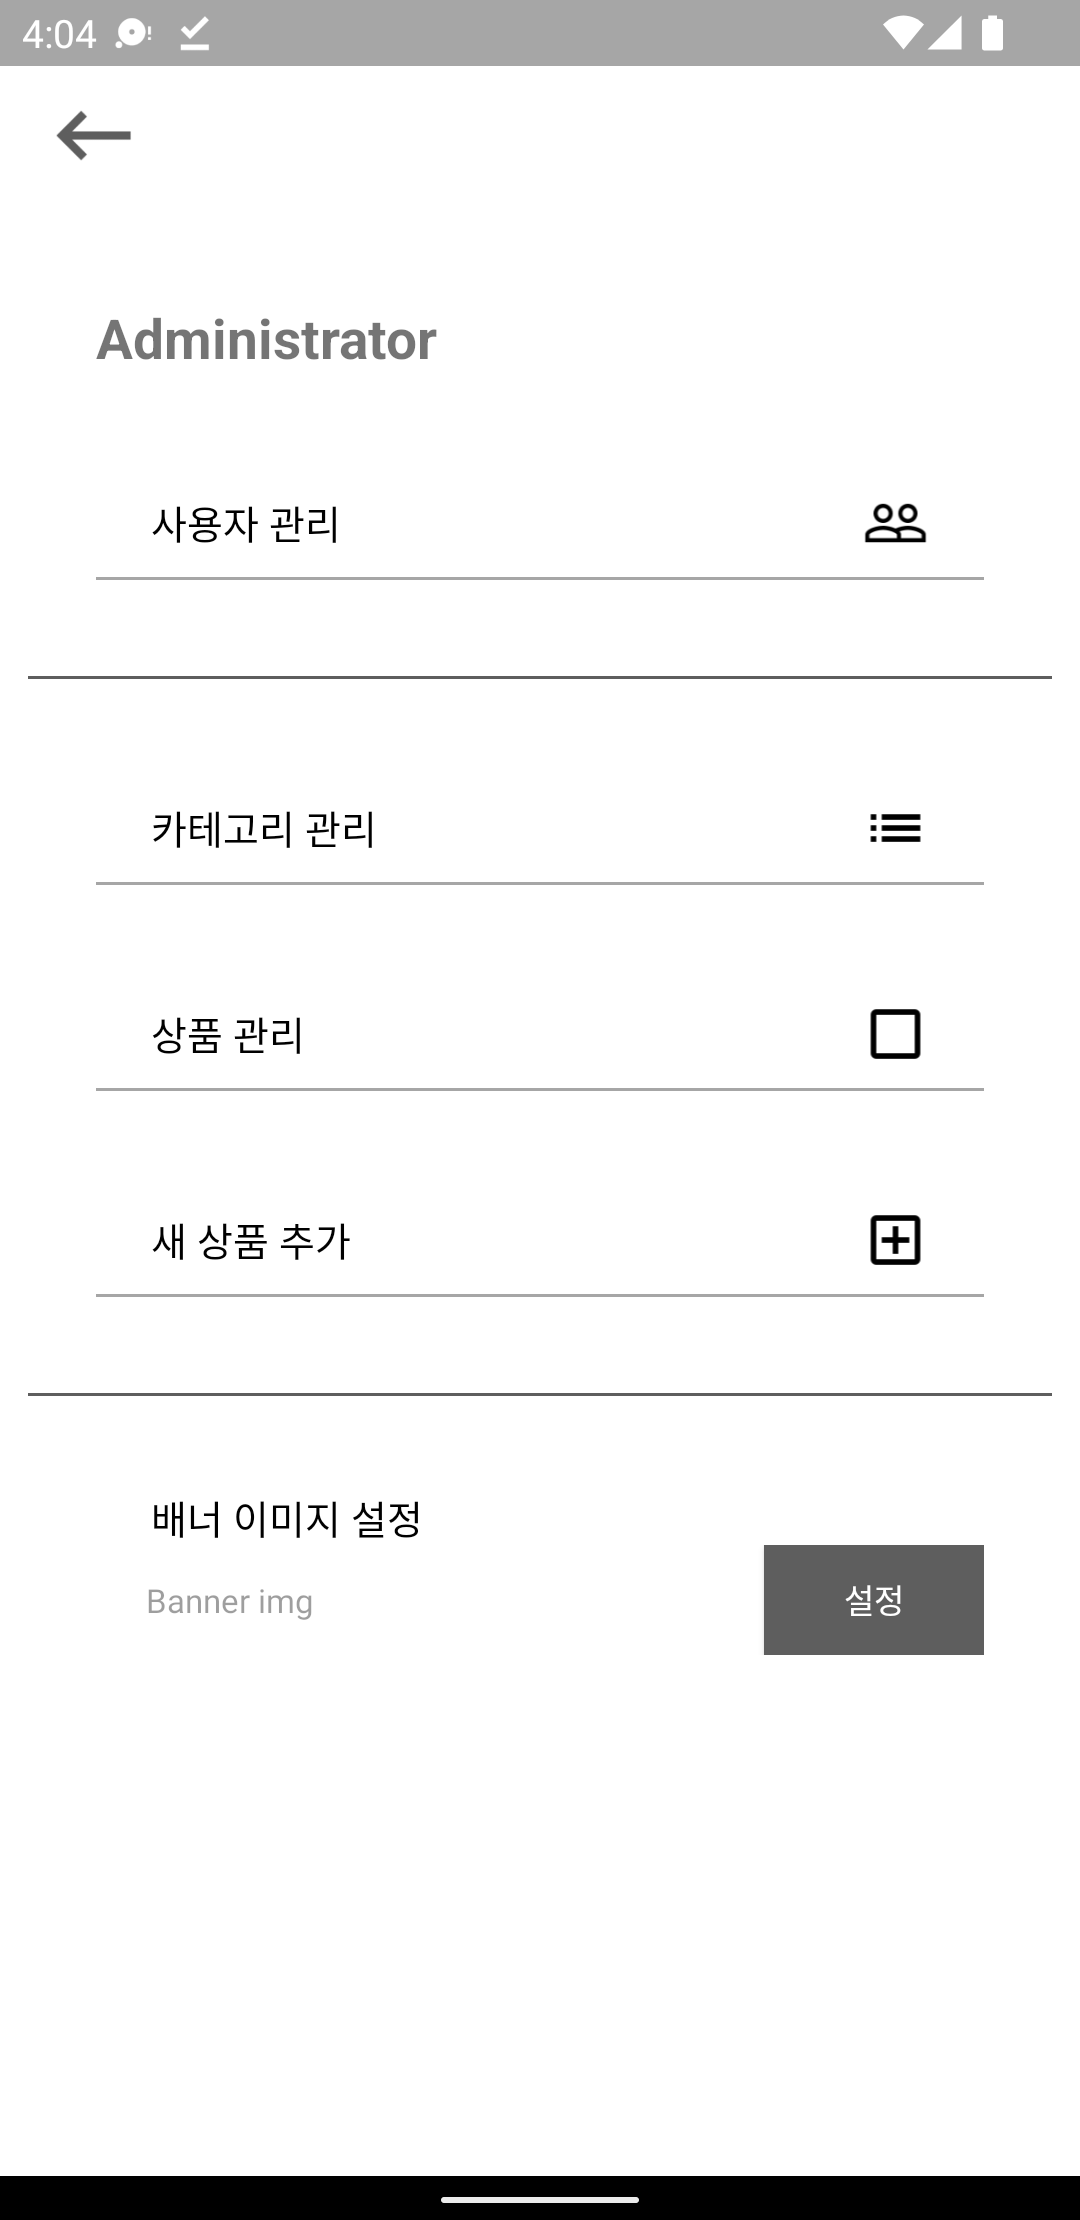 4:04
Administrator
사용자 관리
카테고리 관리
상품 관리
새 상품 추가
배너 이미지 설정
Banner img
설정